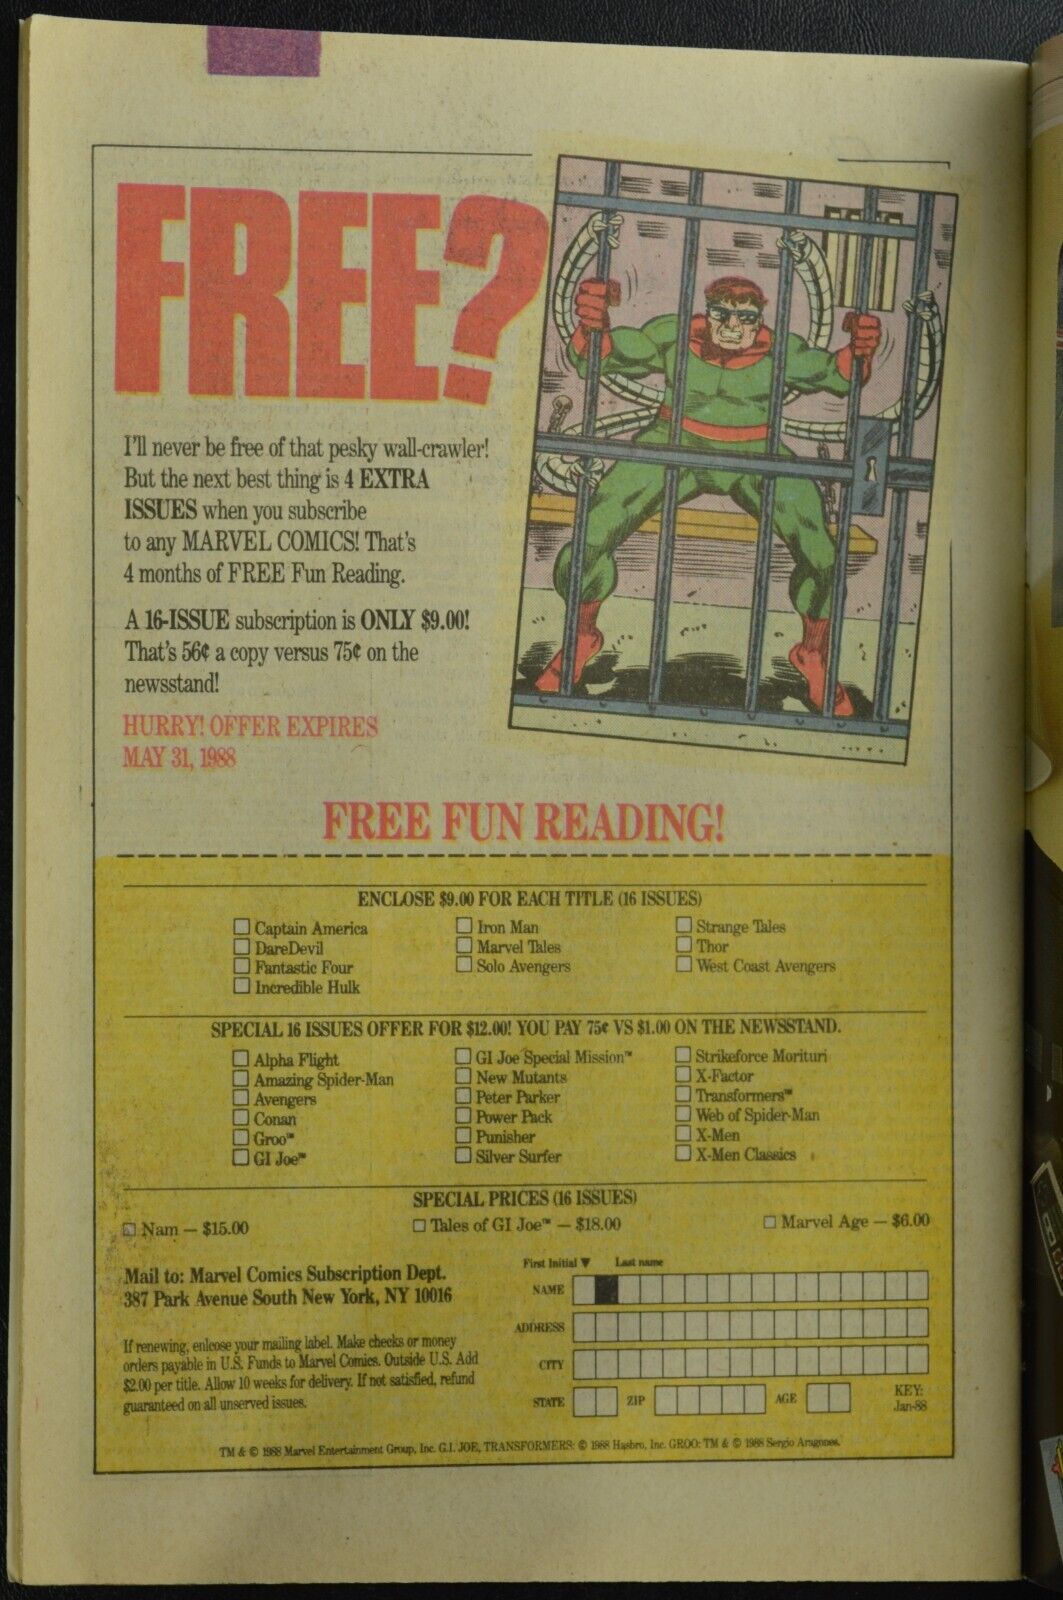 FREE?
I'll never be free of that pesky wall-crawler!
But the next best thing is 4 EXTRA
ISSUES when you subscribe
to any MARVEL COMICS! That's
4 months of FREE Fun Reading.
A 16-ISSUE subscription is ONLY $9.00!
That's 56¢ a copy versus 75¢ on the
newsstand!
HURRY! OFFER EXPIRES
MAY 31, 1988
FREE FUN READING!
ENCLOSE $9.00 FOR EACH TITLE (16 ISSUES)
Captain America
DareDevil
Fantastic Four
Incredible Hulk
Iron Man
Marvel Tales
Solo Avengers
Strange Tales
Thor
West Coast Avengers
SPECIAL 16 ISSUES OFFER FOR $12.00! YOU PAY 75¢ VS $1.00 ON THE NEWSSTAND.
Alpha Flight
Amazing Spider-Man
Avengers
Conan
Groo™
GI Joe™
GI Joe Special Mission™
New Mutants
Peter Parker
Power Pack
Punisher
Silver Surfer
Strikeforce Morituri
X-Factor
Transformers™
Web of Spider-Man
X-Men
X-Men Classics
SPECIAL PRICES (16 ISSUES)
Nam — $15.00
Tales of GI Joe™ — $18.00
Marvel Age — $6.00
Mail to: Marvel Comics Subscription Dept.
387 Park Avenue South New York, NY 10016
If renewing, enlcose your mailing label. Make checks or money
orders payable in U.S. Funds to Marvel Comics. Outside U.S. Add
$2.00 per title. Allow 10 weeks for delivery. If not satisfied, refund
guaranteed on all unserved issues.
First Initial ▼ Last name
NAME
ADDRESS
CITY
STATE ZIP AGE
KEY:
Jan-88
TM & © 1988 Marvel Entertainment Group, Inc. G.I. JOE, TRANSFORMERS: © 1988 Hasbro, Inc. GROO: TM & © 1988 Sergio Aragones.